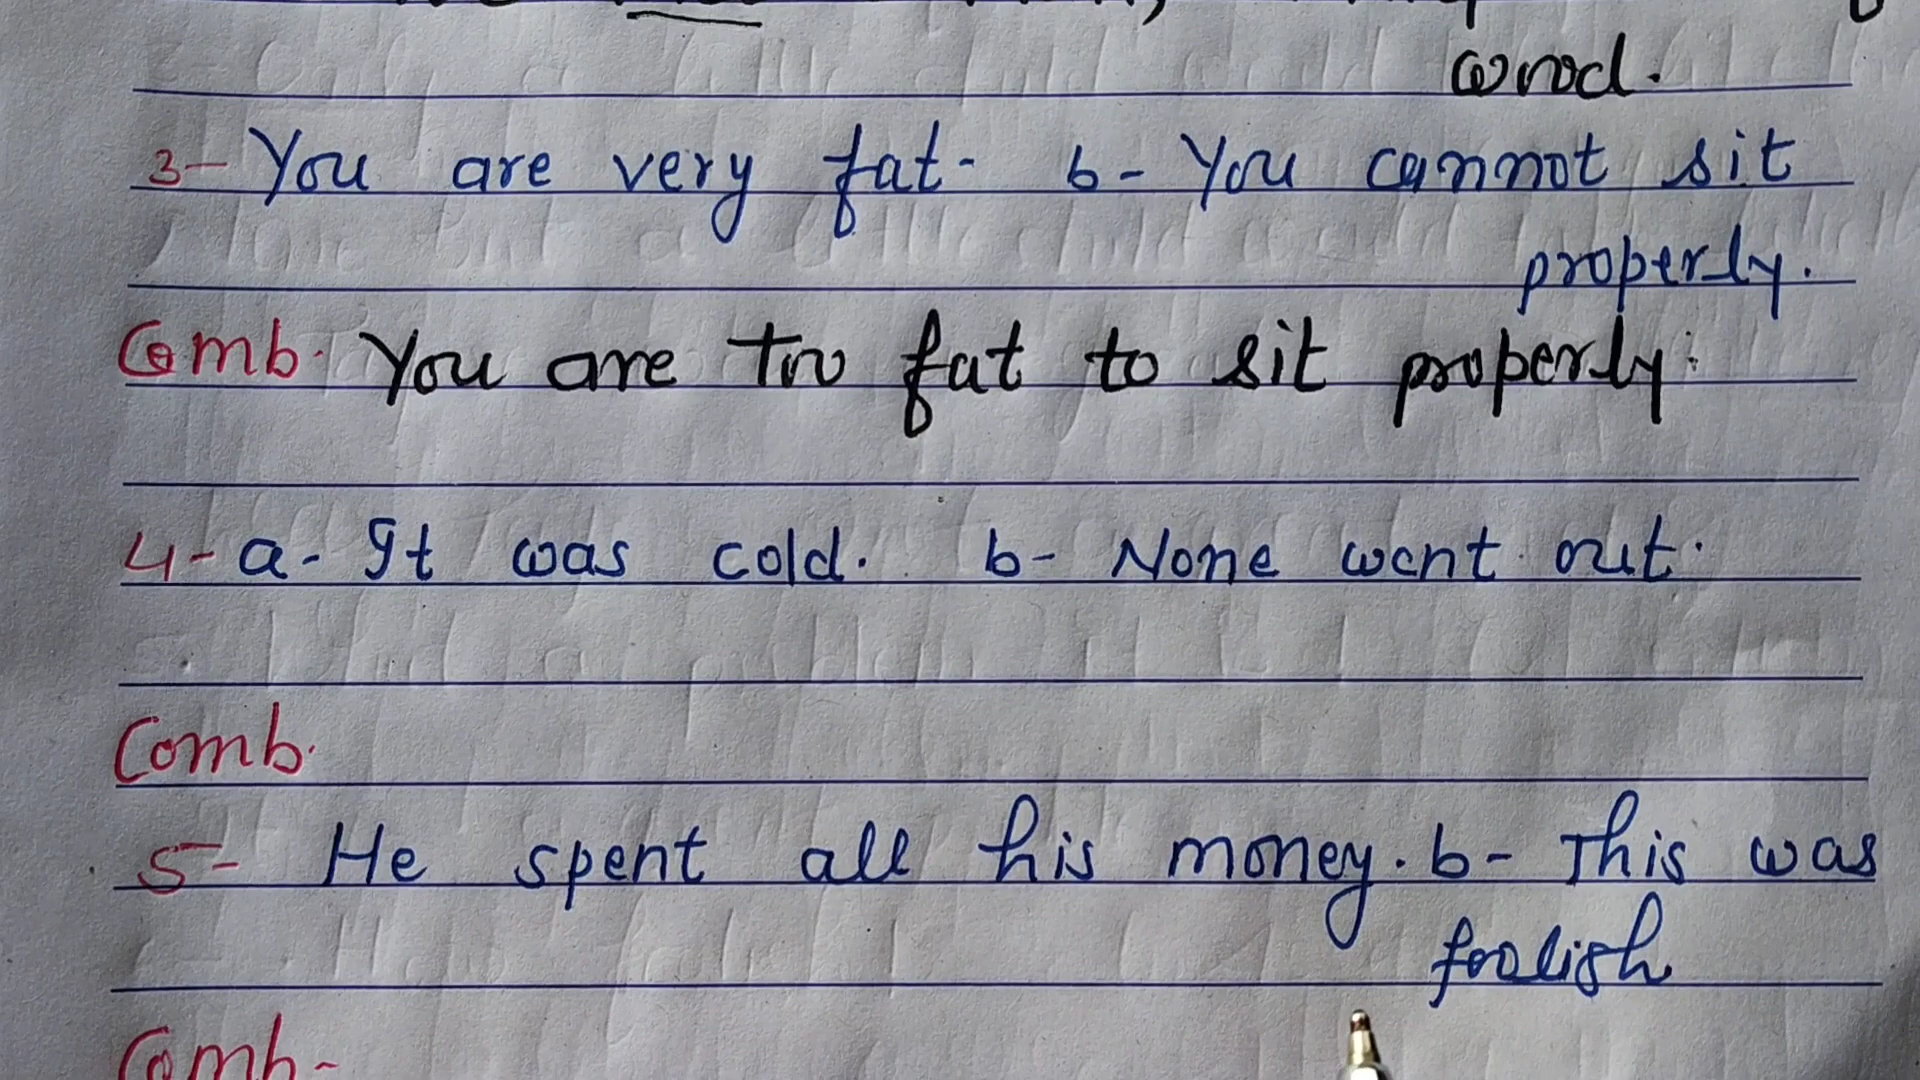 word.
3- You are very fat- b- You cannot sit
properly.
Comb. You are too fat to sit properly.
4- a- It was cold. b- None went out.
Comb.
5- He spent all his money. b- This was
foolish
Comb-